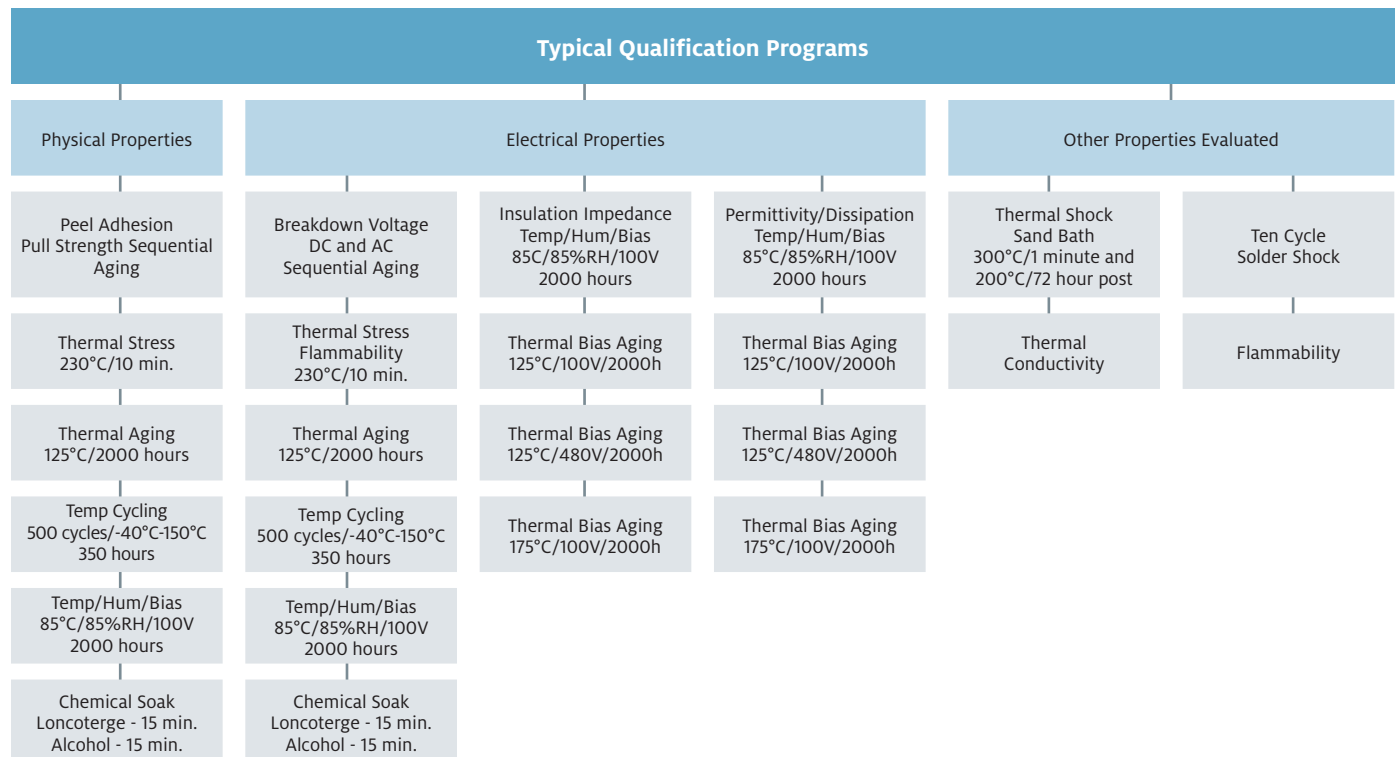 Typical Qualification Programs
Physical Properties
Electrical Properties
Other Properties Evaluated
Peel Adhesion
Pull Strength Sequential
Aging
Thermal Stress
230°C/10 min.
Thermal Aging
125°C/2000 hours
Temp Cycling
500 cycles/-40°C-150°C
350 hours
Temp/Hum/Bias
85°C/85%RH/100V
2000 hours
Chemical Soak
Loncoterge - 15 min.
Alcohol - 15 min.
Breakdown Voltage
DC and AC
Sequential Aging
Thermal Stress
Flammability
230°C/10 min.
Thermal Aging
125°C/2000 hours
Temp Cycling
500 cycles/-40°C-150°C
350 hours
Temp/Hum/Bias
85°C/85%RH/100V
2000 hours
Chemical Soak
Loncoterge - 15 min.
Alcohol - 15 min.
Insulation Impedance
Temp/Hum/Bias
85C/85%RH/100V
2000 hours
Thermal Bias Aging
125°C/100V/2000h
Thermal Bias Aging
125°C/480V/2000h
Thermal Bias Aging
175°C/100V/2000h
Permittivity/Dissipation
Temp/Hum/Bias
85°C/85%RH/100V
2000 hours
Thermal Bias Aging
125°C/100V/2000h
Thermal Bias Aging
125°C/480V/2000h
Thermal Bias Aging
175°C/100V/2000h
Thermal Shock
Sand Bath
300°C/1 minute and
200°C/72 hour post
Thermal
Conductivity
Ten Cycle
Solder Shock
Flammability